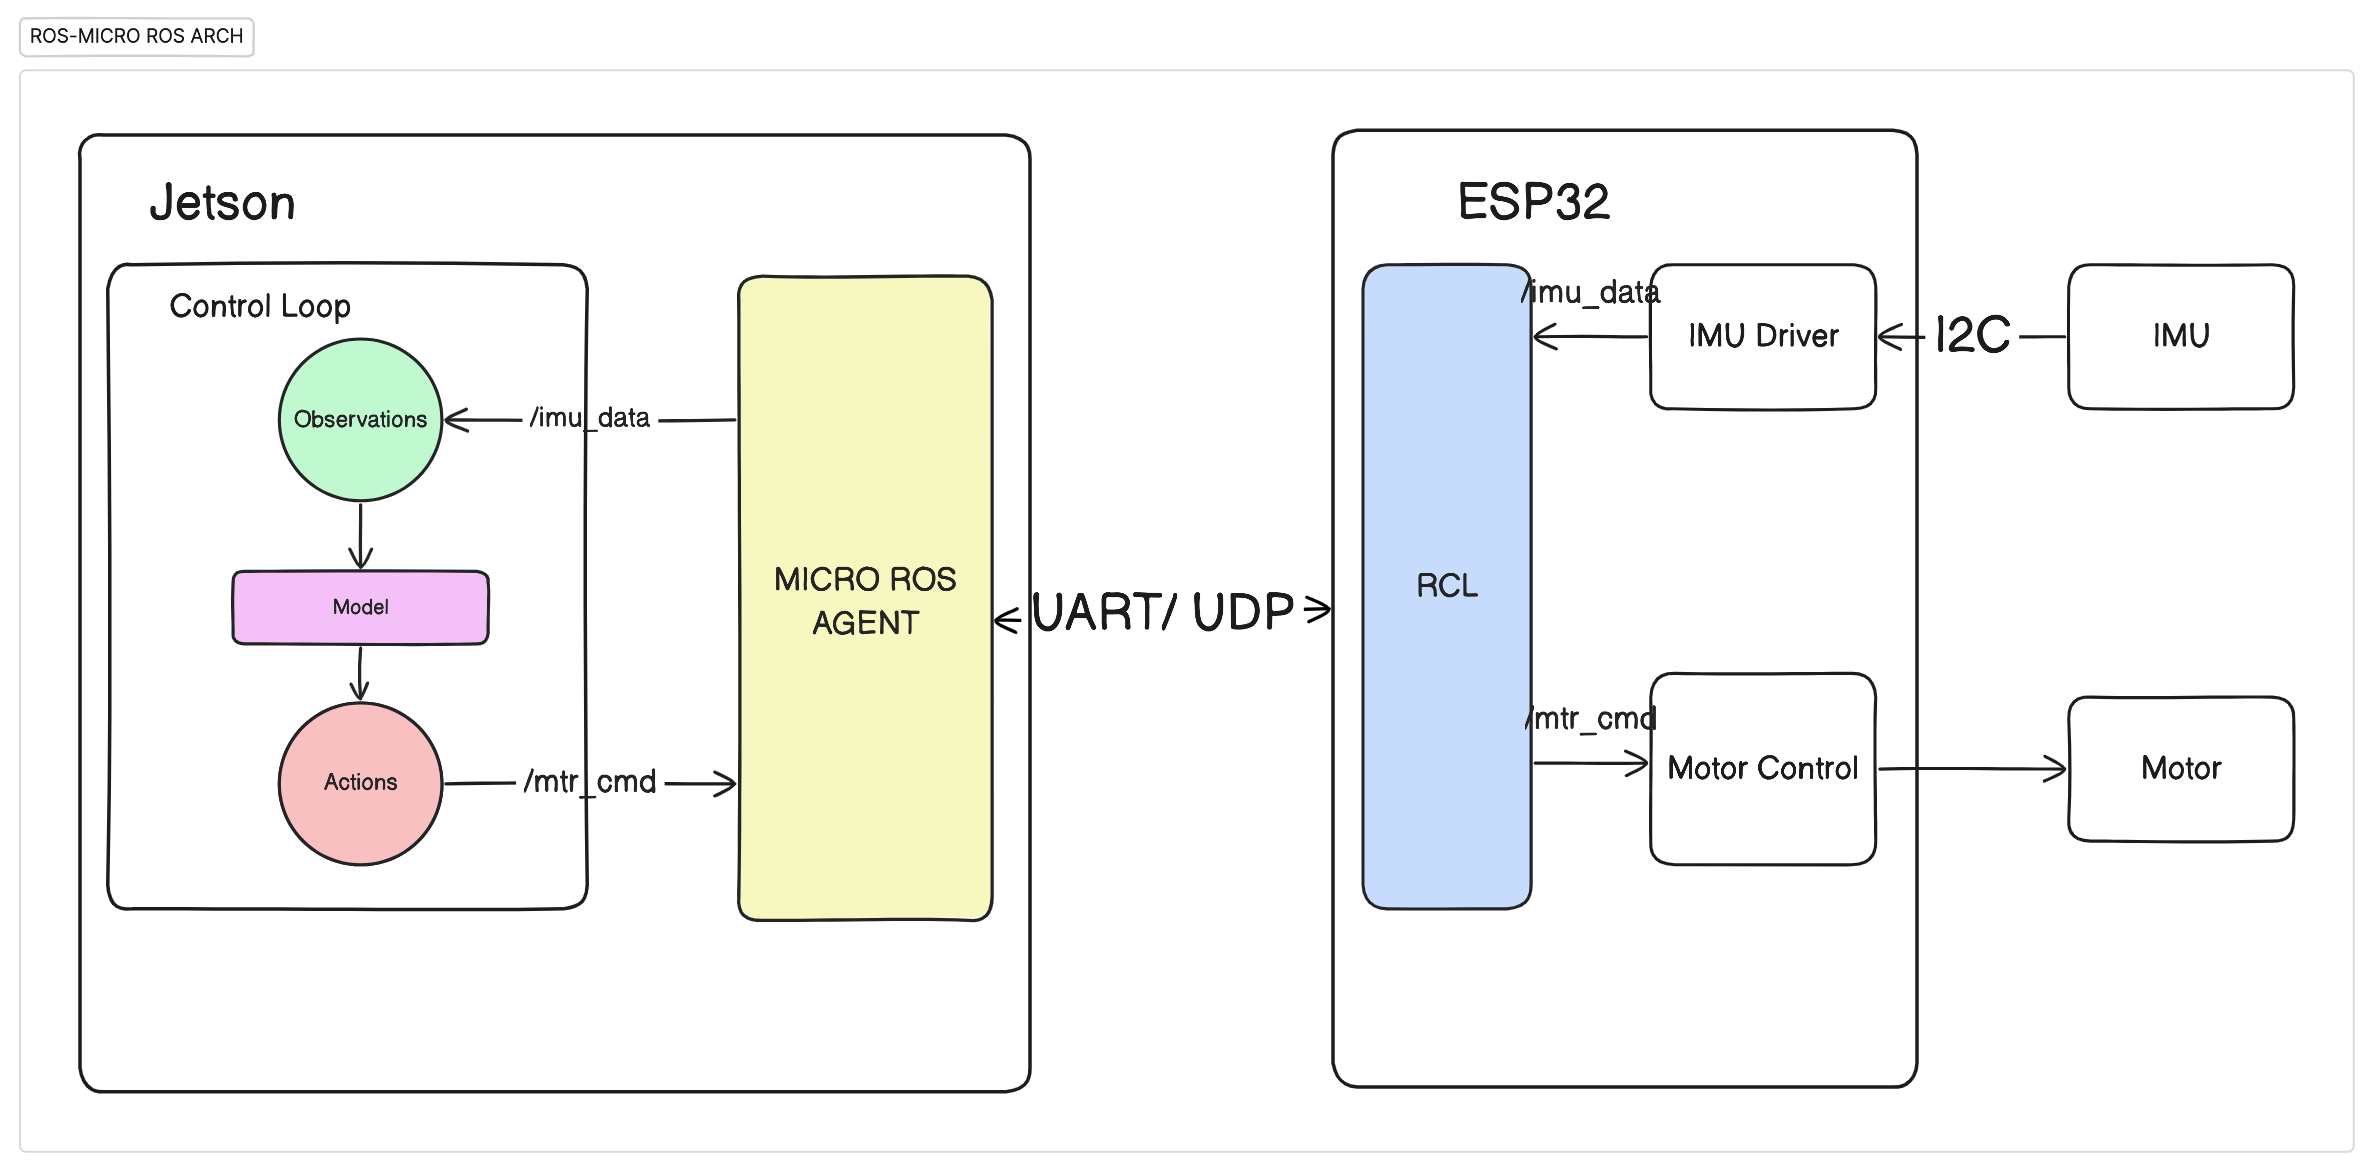 ROS-MICRO ROS ARCH
Jetson
Control Loop
Observations
/imu_data
Model
Actions
/mtr_cmd
MICRO ROS
AGENT
UART/ UDP
ESP32
RCL
/imu_data
IMU Driver
I2C
IMU
/mtr_cmd
Motor Control
Motor